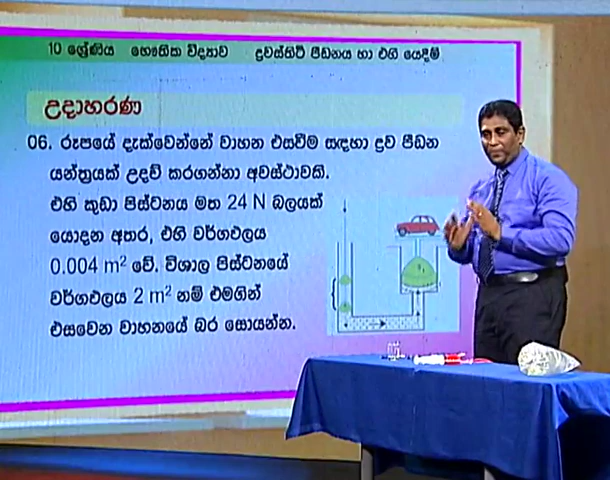 10 ශ්‍රේණිය භෞතික විද්‍යාව ද්‍රවස්ථිති පීඩනය හා එහි යෙදීම්
උදාහරණ
06. රූපයේ දැක්වෙන්නේ වාහන එසවීම සඳහා ද්‍රව පීඩන
යන්ත්‍රයක් උදව් කරගන්නා අවස්ථාවකි.
එහි කුඩා පිස්ටනය මත 24 N බලයක්
යොදන අතර, එහි වර්ගඵලය
0.004 m² වේ. විශාල පිස්ටනයේ
වර්ගඵලය 2 m² නම් එමගින්
එසවෙන වාහනයේ බර සොයන්න.